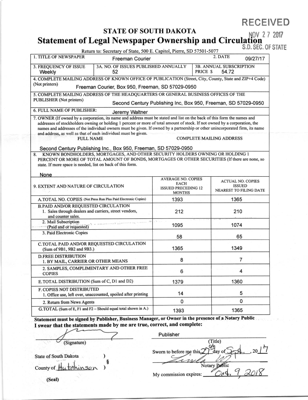 RECEIVED
NOV 27 2017
S.D. SEC. OF STATE
STATE OF SOUTH DAKOTA
Statement of Legal Newspaper Ownership and Circulation
Return to: Secretary of State, 500 E. Capitol, Pierre, SD 57501-5077
1. TITLE OF NEWSPAPER
Freeman Courier
2. DATE
09/27/17
3. FREQUENCY OF ISSUE
Weekly
3A. NO. OF ISSUES PUBLISHED ANNUALLY
52
3B. ANNUAL SUBSCRIPTION
PRICE $ 54.72
4. COMPLETE MAILING ADDRESS OF KNOWN OFFICE OF PUBLICATION (Street, City, County, State and ZIP+4 Code)
(Not printers)
Freeman Courier, Box 950, Freeman, SD 57029-0950
5. COMPLETE MAILING ADDRESS OF THE HEADQUARTERS OR GENERAL BUSINESS OFFICES OF THE
PUBLISHER (Not printers)
Second Century Publishing Inc, Box 950, Freeman, SD 57029-0950
6. FULL NAME OF PUBLISHER:
Jeremy Waltner
7. OWNER (If owned by a corporation, its name and address must be stated and list on the back of this form the names and
addresses of stockholders owning or holding 1 percent or more of total amount of stock. If not owned by a corporation, the
names and addresses of the individual owners must be given. If owned by a partnership or other unincorporated firm, its name
and address, as well as that of each individual must be given.
FULL NAME
COMPLETE MAILING ADDRESS
Second Century Publishing Inc., Box 950, Freeman, SD 57029-0950
8. KNOWN BONDHOLDERS, MORTGAGES, AND OTHER SECURITY HOLDERS OWNING OR HOLDING 1
PERCENT OR MORE OF TOTAL AMOUNT OF BONDS, MORTGAGES OR OTHER SECURITIES (If there are none, so
state. If more space is needed, list on back of this form.
None
9. EXTENT AND NATURE OF CIRCULATION
AVERAGE NO. COPIES
EACH
ISSUED PRECEDING 12
MONTHS
ACTUAL NO. COPIES
ISSUED
NEAREST TO FILING DATE
A. TOTAL NO. COPIES (Net Press Run Plus Paid Electronic Copies)
1393
1365
B. PAID AND/OR REQUESTED CIRCULATION
1. Sales through dealers and carriers, street vendors,
and counter sales.
212
210
2. Mail Subscription
(Paid and/or requested)
1095
1074
3. Paid Electronic Copies
58
65
C. TOTAL PAID AND/OR REQUESTED CIRCULATION
(Sum of 9B1, 9B2 and 9B3.)
1365
1349
D. FREE DISTRIBUTION
1. BY MAIL, CARRIER OR OTHER MEANS
8
7
2. SAMPLES, COMPLIMENTARY AND OTHER FREE
COPIES
6
4
E. TOTAL DISTRIBUTION (Sum of C, D1 and D2)
1379
1360
F. COPIES NOT DISTRIBUTED
1. Office use, left over, unaccounted, spoiled after printing
14
5
2. Return from News Agents
0
0
G. TOTAL (Sum of E, F1 and F2 - Should equal total shown in A.)
1393
1365
Statement must be signed by Publisher, Business Manager, or Owner in the presence of a Notary Public
I swear that the statements made by me are true, correct, and complete:
Publisher
(Signature)
(Title)
State of South Dakota )
§
County of Hutchinson )
(Seal)
Sworn to before me this 27 day of Sept., 2017
Notary Public
My commission expires: Oct. 9, 2018